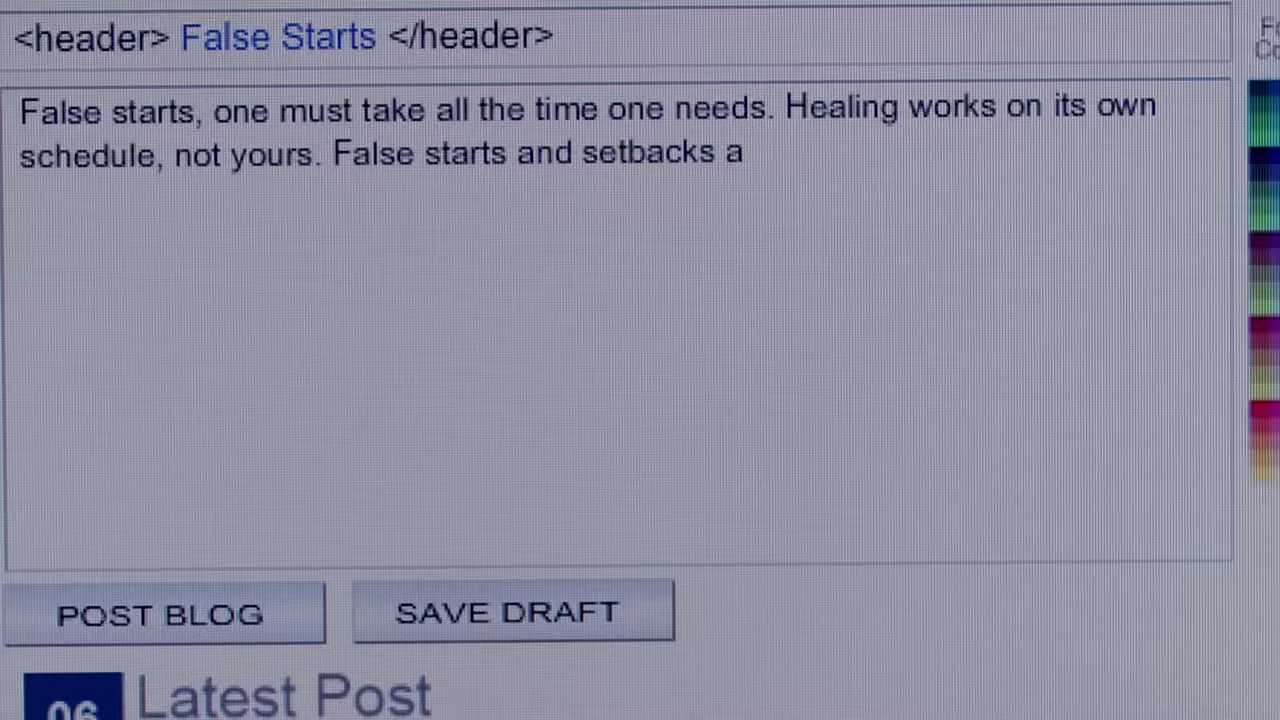 <header> False Starts </header>
False starts, one must take all the time one needs. Healing works on its own
schedule, not yours. False starts and setbacks a
POST BLOG
SAVE DRAFT
06
Latest Post